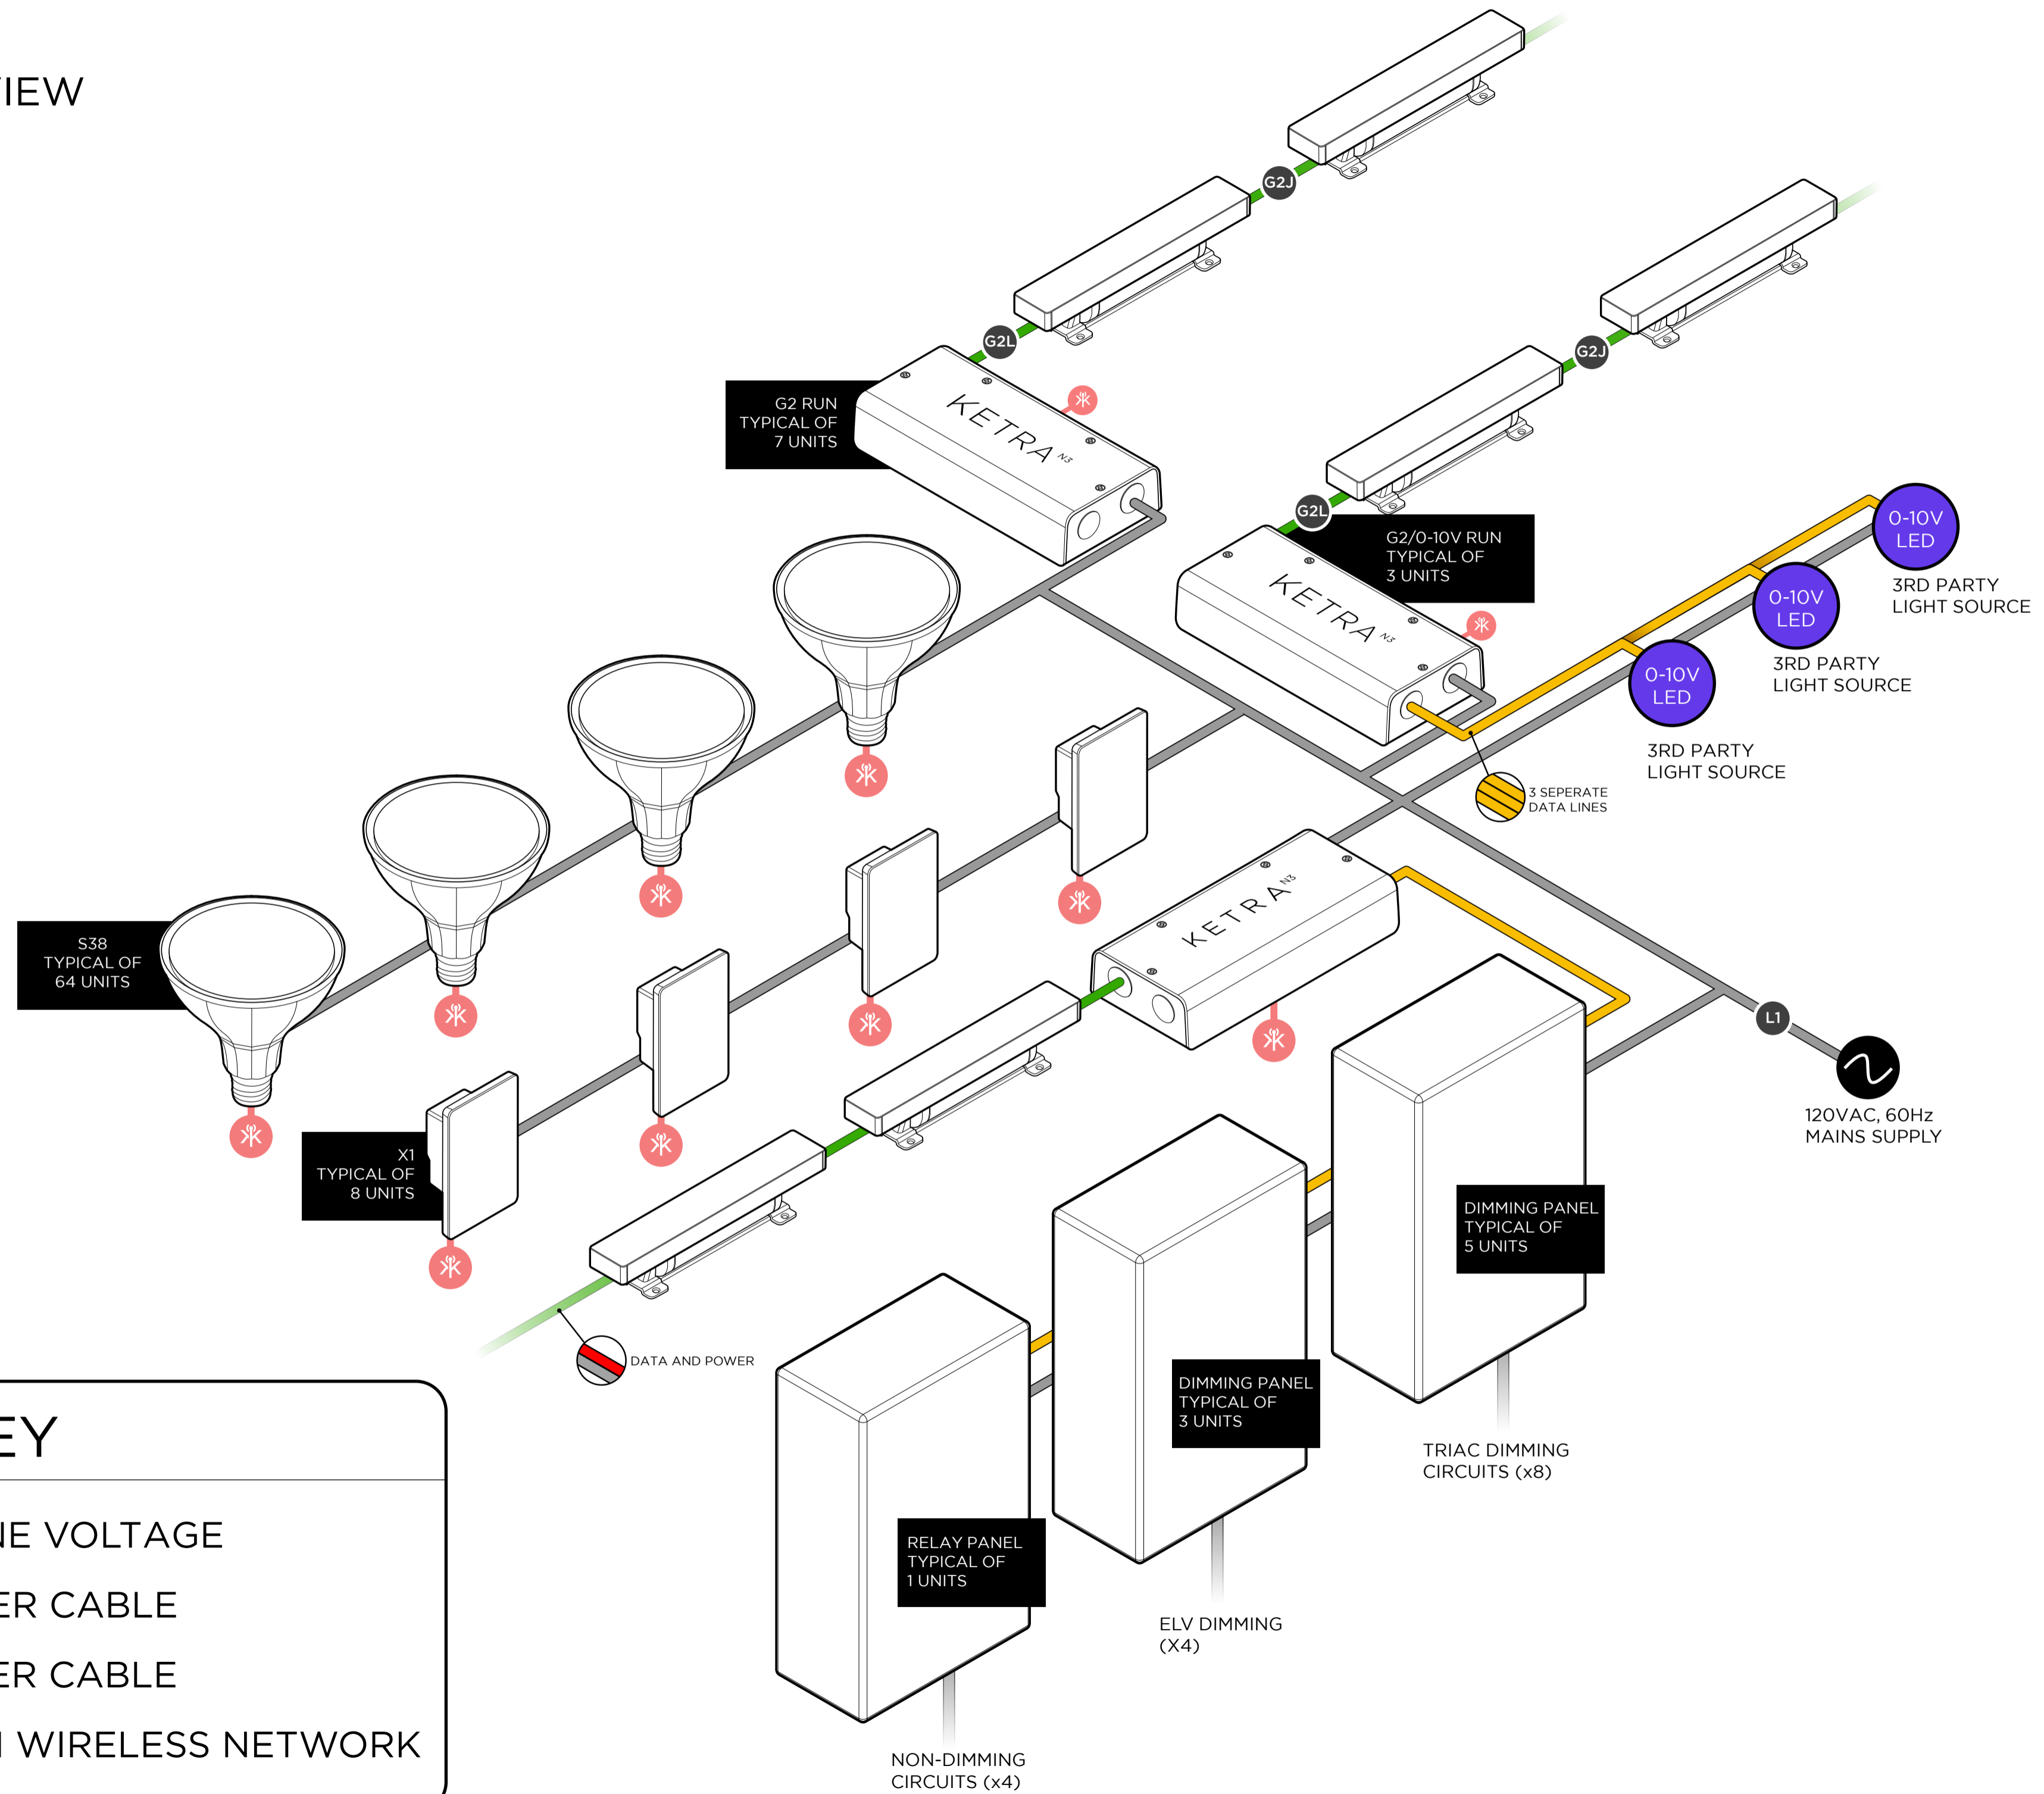 VIEW
G2J
G2L
G2J
G2 RUN
TYPICAL OF
7 UNITS
KETRA N3
G2L
G2/0-10V RUN
TYPICAL OF
3 UNITS
KETRA N3
0-10V
LED
3RD PARTY
LIGHT SOURCE
0-10V
LED
3RD PARTY
LIGHT SOURCE
0-10V
LED
3RD PARTY
LIGHT SOURCE
3 SEPERATE
DATA LINES
KETRA N3
S38
TYPICAL OF
64 UNITS
L1
120VAC, 60Hz
MAINS SUPPLY
X1
TYPICAL OF
8 UNITS
DIMMING PANEL
TYPICAL OF
5 UNITS
DATA AND POWER
DIMMING PANEL
TYPICAL OF
3 UNITS
TRIAC DIMMING
CIRCUITS (x8)
RELAY PANEL
TYPICAL OF
1 UNITS
ELV DIMMING
(X4)
NON-DIMMING
CIRCUITS (x4)
EY
NE VOLTAGE
ER CABLE
ER CABLE
WIRELESS NETWORK